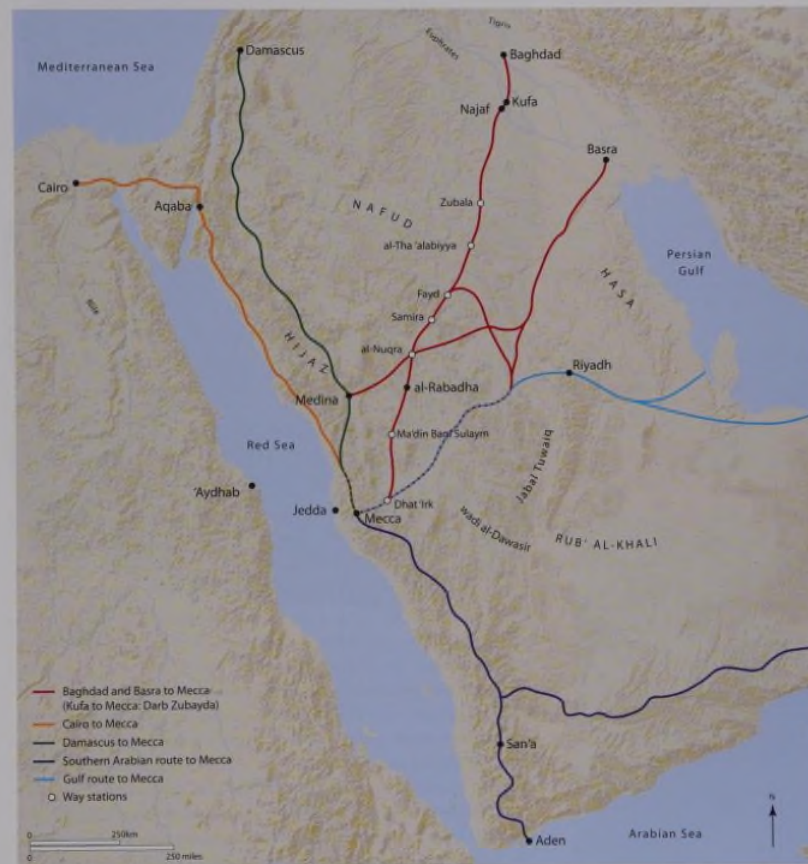 Tigris
Euphrates
Mediterranean Sea
Damascus
Baghdad
Najaf
Kufa
Basra
Cairo
Aqaba
NAFUD
Zubala
al-Tha 'alabiyya
Persian
Gulf
HASA
Nile
Fayd
Samira
HIJAZ
al-Nuqra
Riyadh
Medina
al-Rabadha
Ma'din Bani Sulaym
Red Sea
Jabal Tuwaiq
'Aydhab
Jedda
Mecca
Dhat 'Irk
wadi al-Dawasir
RUB' AL-KHALI
Baghdad and Basra to Mecca
(Kufa to Mecca: Darb Zubayda)
Cairo to Mecca
Damascus to Mecca
Southern Arabian route to Mecca
Gulf route to Mecca
Way stations
San'a
Aden
Arabian Sea
N
0 250km
0 250 miles